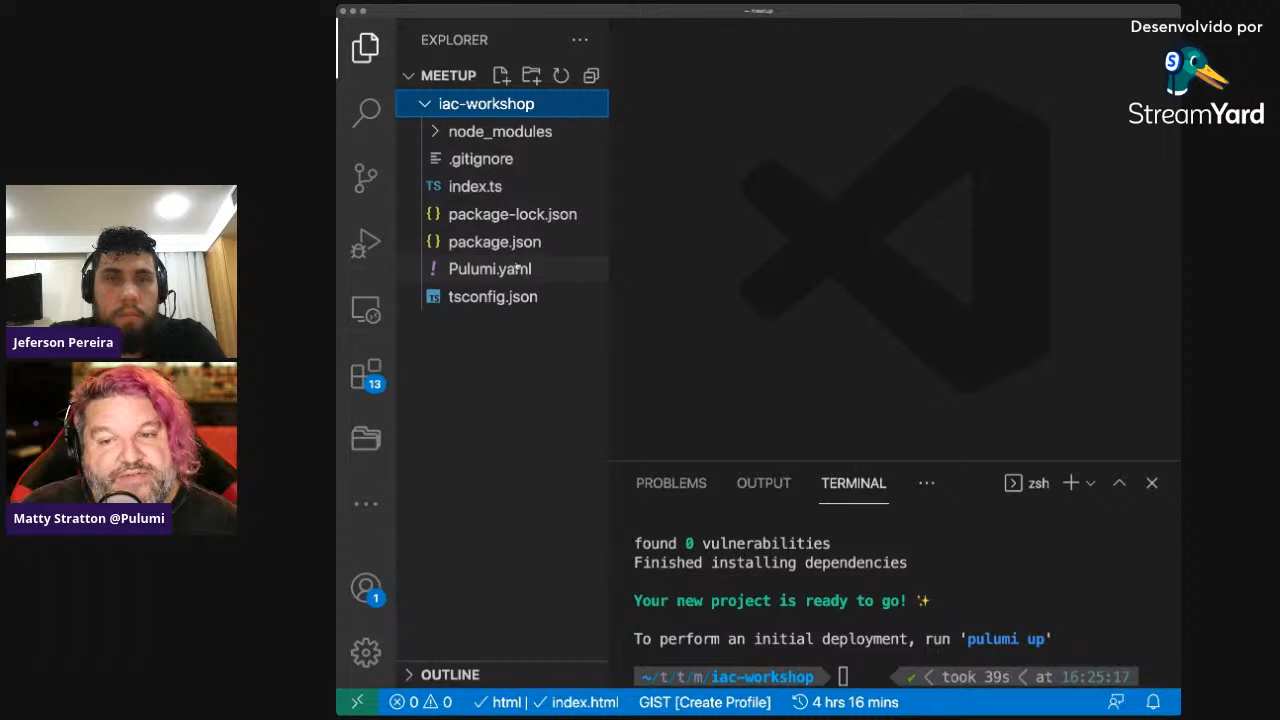 — meetup
Desenvolvido por
S
StreamYard
EXPLORER
MEETUP
iac-workshop
node_modules
.gitignore
TS index.ts
{} package-lock.json
{} package.json
! Pulumi.yaml
TS tsconfig.json
13
1
Jeferson Pereira
Matty Stratton @Pulumi
PROBLEMS OUTPUT TERMINAL ··· zsh
found 0 vulnerabilities
Finished installing dependencies
Your new project is ready to go! ✨
To perform an initial deployment, run 'pulumi up'
~/t/t/m/iac-workshop ✓ < took 39s < at 16:25:17
OUTLINE
0 0 ✓ html | ✓ index.html GIST [Create Profile] 4 hrs 16 mins